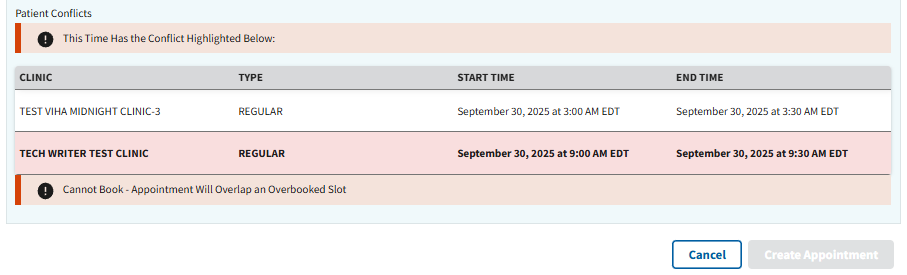 Patient Conflicts
This Time Has the Conflict Highlighted Below:
CLINIC TYPE START TIME END TIME
TEST VIHA MIDNIGHT CLINIC-3 REGULAR September 30, 2025 at 3:00 AM EDT September 30, 2025 at 3:30 AM EDT
TECH WRITER TEST CLINIC REGULAR September 30, 2025 at 9:00 AM EDT September 30, 2025 at 9:30 AM EDT
Cannot Book - Appointment Will Overlap an Overbooked Slot
Cancel Create Appointment